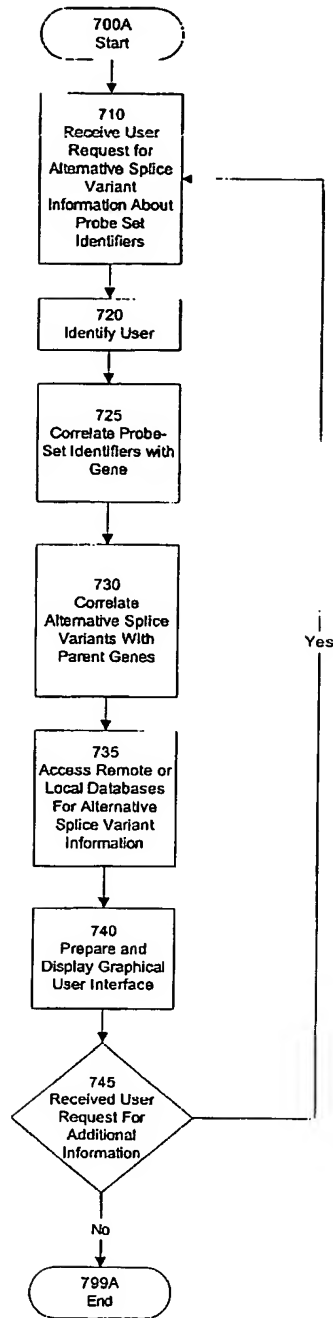 700A
Start
710
Receive User
Request for
Alternative Splice
Variant
Information About
Probe Set
Identifiers
720
Identify User
725
Correlate Probe-
Set Identifiers with
Gene
730
Correlate
Alternative Splice
Variants With
Parent Genes
Yes
735
Access Remote or
Local Databases
For Alternative
Splice Variant
Information
740
Prepare and
Display Graphical
User Interface
745
Received User
Request For
Additional
Information
No
799A
End